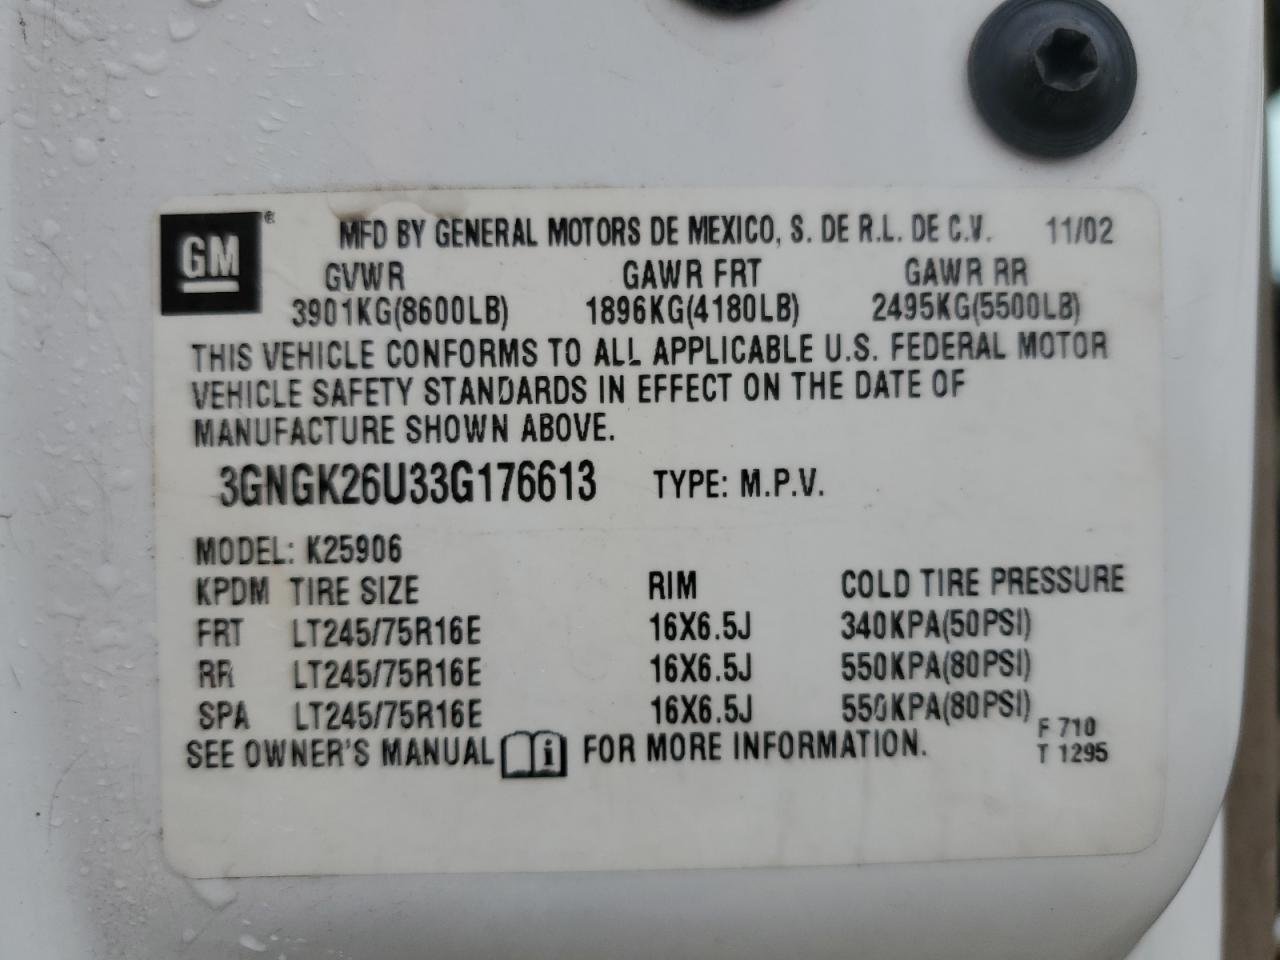 GM® MFD BY GENERAL MOTORS DE MEXICO, S. DE R.L. DE C.V. 11/02
GVWR GAWR FRT GAWR RR
3901KG(8600LB) 1896KG(4180LB) 2495KG(5500LB)
THIS VEHICLE CONFORMS TO ALL APPLICABLE U.S. FEDERAL MOTOR
VEHICLE SAFETY STANDARDS IN EFFECT ON THE DATE OF
MANUFACTURE SHOWN ABOVE.
3GNGK26U33G176613 TYPE: M.P.V.
MODEL: K25906
KPDM TIRE SIZE RIM COLD TIRE PRESSURE
FRT LT245/75R16E 16X6.5J 340KPA(50PSI)
RR LT245/75R16E 16X6.5J 550KPA(80PSI)
SPA LT245/75R16E 16X6.5J 550KPA(80PSI)
SEE OWNER'S MANUAL i FOR MORE INFORMATION.
F 710
T 1295